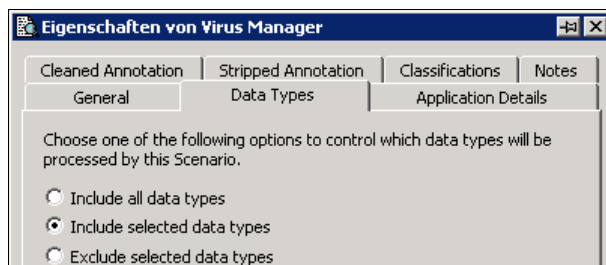 Eigenschaften von Virus Manager
Cleaned Annotation Stripped Annotation Classifications Notes
General Data Types Application Details
Choose one of the following options to control which data types will be
processed by this Scenario.
Include all data types
Include selected data types
Exclude selected data types